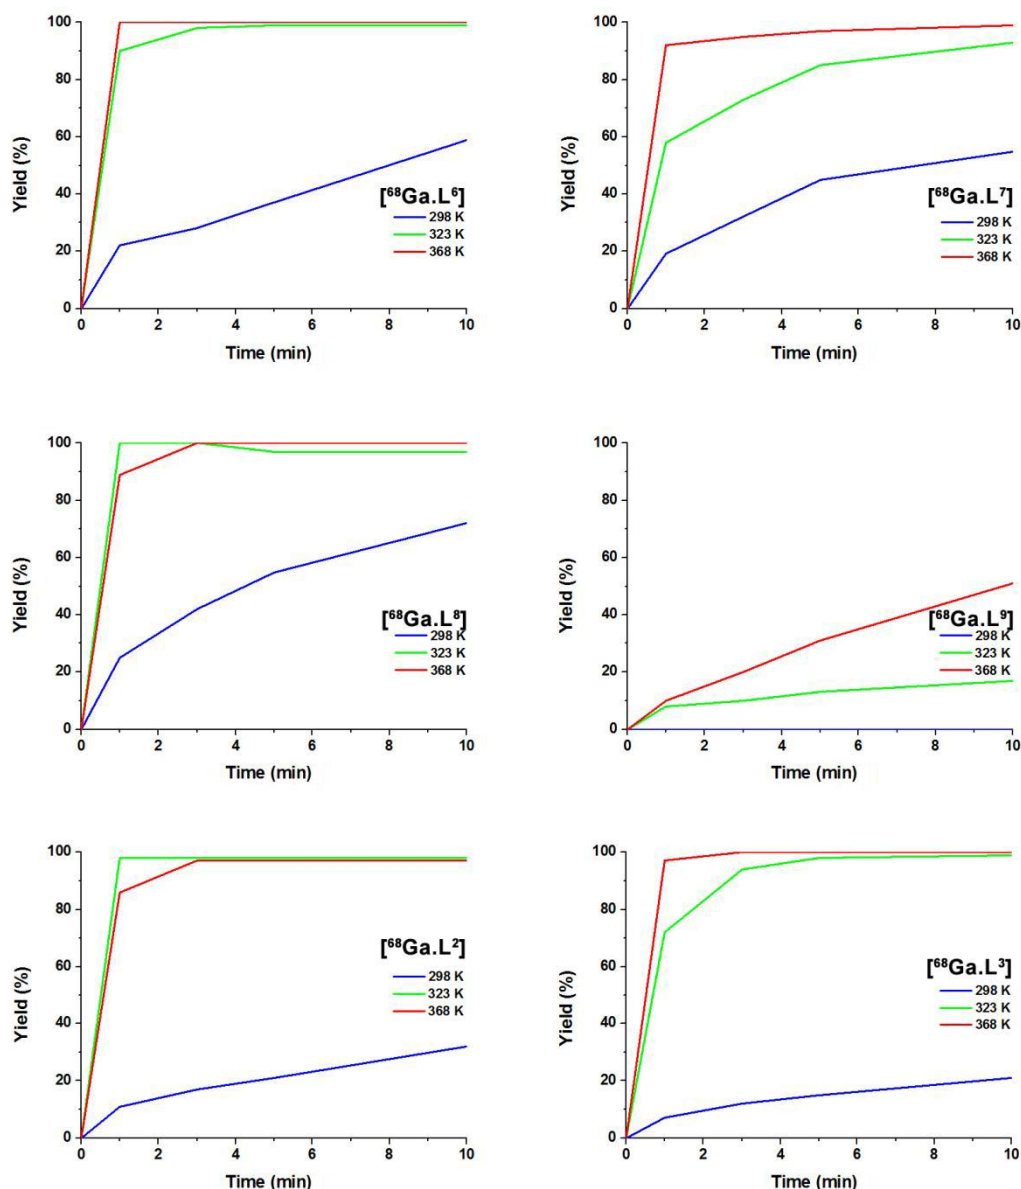 100
80
60
40
20
0
Yield (%)
[⁶⁸Ga.L⁶]
298 K
323 K
368 K
0 2 4 6 8 10
Time (min)
100
80
60
40
20
0
Yield (%)
[⁶⁸Ga.L⁷]
298 K
323 K
368 K
0 2 4 6 8 10
Time (min)
100
80
60
40
20
0
Yield (%)
[⁶⁸Ga.L⁸]
298 K
323 K
368 K
0 2 4 6 8 10
Time (min)
100
80
60
40
20
0
Yield (%)
[⁶⁸Ga.L⁹]
298 K
323 K
368 K
0 2 4 6 8 10
Time (min)
100
80
60
40
20
0
Yield (%)
[⁶⁸Ga.L²]
298 K
323 K
368 K
0 2 4 6 8 10
Time (min)
100
80
60
40
20
0
Yield (%)
[⁶⁸Ga.L³]
298 K
323 K
368 K
0 2 4 6 8 10
Time (min)